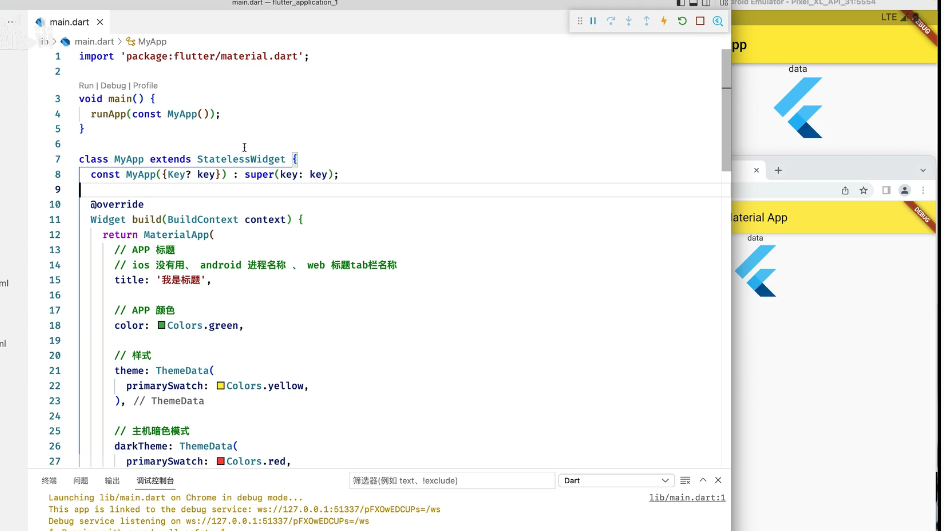 main.dart — flutter_application_1
Android Emulator - Pixel_XL_API_31:5554
main.dart
lib > main.dart > MyApp
1 import 'package:flutter/material.dart';
2
Run | Debug | Profile
3 void main() {
4 runApp(const MyApp());
5 }
6
7 class MyApp extends StatelessWidget {
8 const MyApp({Key? key}) : super(key: key);
9
10 @override
11 Widget build(BuildContext context) {
12 return MaterialApp(
13 // APP 标题
14 // ios 没有用、 android 进程名称 、 web 标题tab栏名称
15 title: '我是标题',
16
17 // APP 颜色
18 color: Colors.green,
19
20 // 样式
21 theme: ThemeData(
22 primarySwatch: Colors.yellow,
23 ), // ThemeData
24
25 // 主机暗色模式
26 darkTheme: ThemeData(
27 primarySwatch: Colors.red,
ml
ml
终端 问题 输出 调试控制台
筛选器(例如 text、!exclude)
Dart
Launching lib/main.dart on Chrome in debug mode...
lib/main.dart:1
This app is linked to the debug service: ws://127.0.0.1:51337/pFXOwEDCUPs=/ws
Debug service listening on ws://127.0.0.1:51337/pFXOwEDCUPs=/ws
LTE
DEBUG
pp
data
DEBUG
aterial App
data